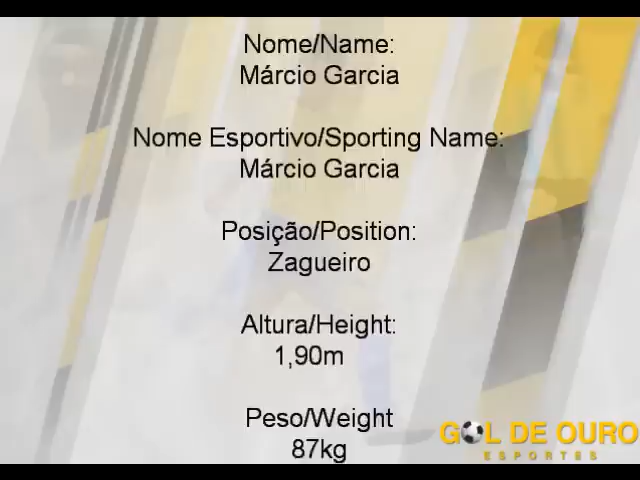 Nome/Name:
Márcio Garcia
Nome Esportivo/Sporting Name:
Márcio Garcia
Posição/Position:
Zagueiro
Altura/Height:
1,90m
Peso/Weight
87kg
GOL DE OURO
ESPORTES